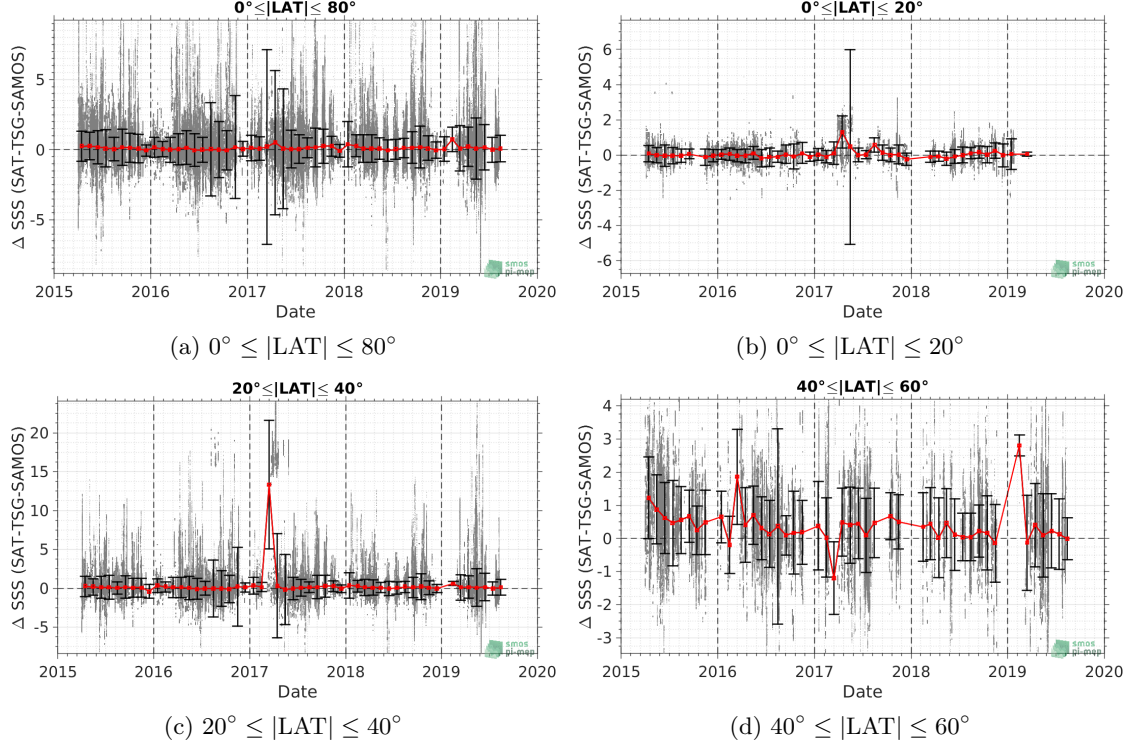 0°≤|LAT|≤ 80°
Δ SSS (SAT-TSG-SAMOS)
5
0
-5
2015 2016 2017 2018 2019 2020
Date
smos
pi-mep
(a) 0° ≤ |LAT| ≤ 80°
0°≤|LAT|≤ 20°
Δ SSS (SAT-TSG-SAMOS)
6
4
2
0
-2
-4
-6
2015 2016 2017 2018 2019 2020
Date
smos
pi-mep
(b) 0° ≤ |LAT| ≤ 20°
20°≤|LAT|≤ 40°
Δ SSS (SAT-TSG-SAMOS)
20
15
10
5
0
-5
2015 2016 2017 2018 2019 2020
Date
smos
pi-mep
(c) 20° ≤ |LAT| ≤ 40°
40°≤|LAT|≤ 60°
Δ SSS (SAT-TSG-SAMOS)
4
3
2
1
0
-1
-2
-3
2015 2016 2017 2018 2019 2020
Date
smos
pi-mep
(d) 40° ≤ |LAT| ≤ 60°